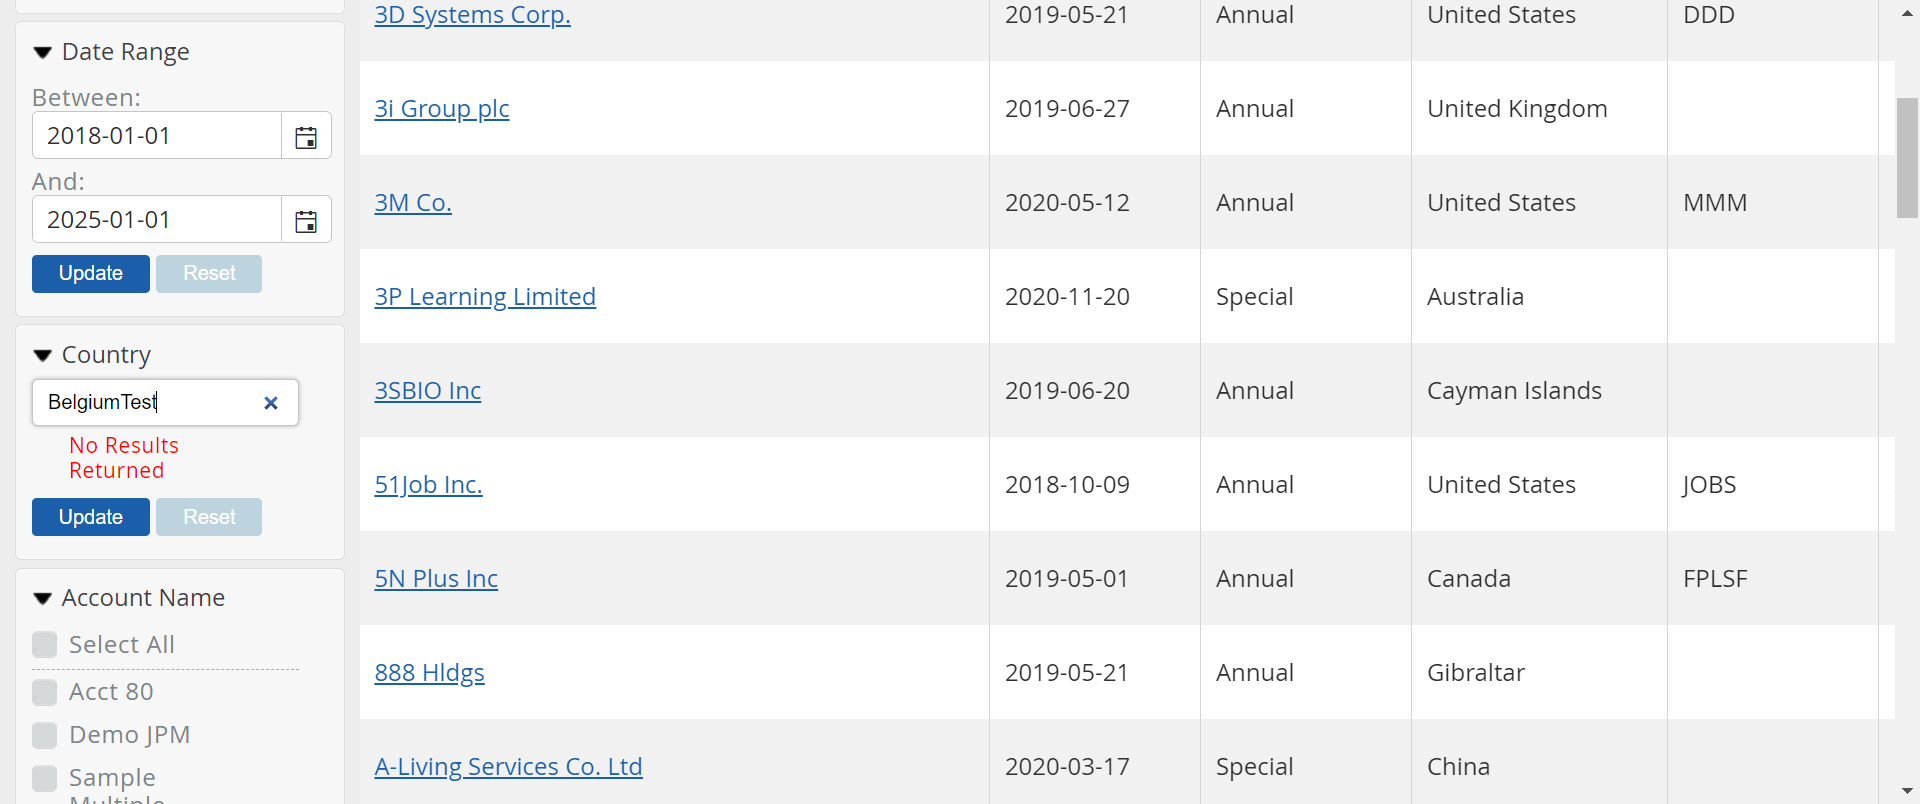 Date Range
Between:
2018-01-01
And:
2025-01-01
Update Reset
Country
BelgiumTest
No Results
Returned
Update Reset
Account Name
Select All
Acct 80
Demo JPM
Sample
Multiple
3D Systems Corp. 2019-05-21 Annual United States DDD
3i Group plc 2019-06-27 Annual United Kingdom
3M Co. 2020-05-12 Annual United States MMM
3P Learning Limited 2020-11-20 Special Australia
3SBIO Inc 2019-06-20 Annual Cayman Islands
51Job Inc. 2018-10-09 Annual United States JOBS
5N Plus Inc 2019-05-01 Annual Canada FPLSF
888 Hldgs 2019-05-21 Annual Gibraltar
A-Living Services Co. Ltd 2020-03-17 Special China